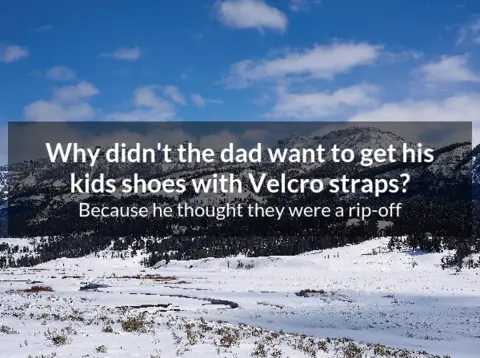 Why didn't the dad want to get his
kids shoes with Velcro straps?
Because he thought they were a rip-off